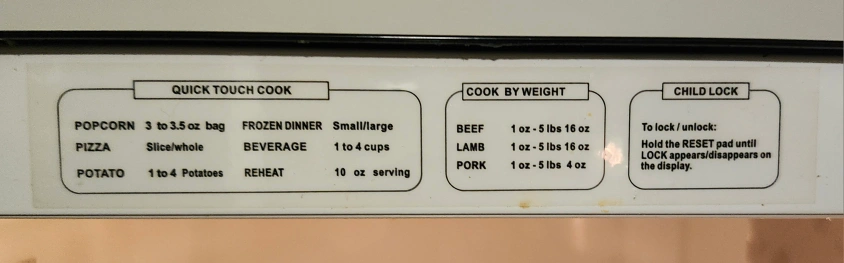 QUICK TOUCH COOK
POPCORN 3 to 3.5 oz bag FROZEN DINNER Small/large
PIZZA Slice/whole BEVERAGE 1 to 4 cups
POTATO 1 to 4 Potatoes REHEAT 10 oz serving
COOK BY WEIGHT
BEEF 1 oz - 5 lbs 16 oz
LAMB 1 oz - 5 lbs 16 oz
PORK 1 oz - 5 lbs 4 oz
CHILD LOCK
To lock / unlock:
Hold the RESET pad until
LOCK appears/disappears on
the display.